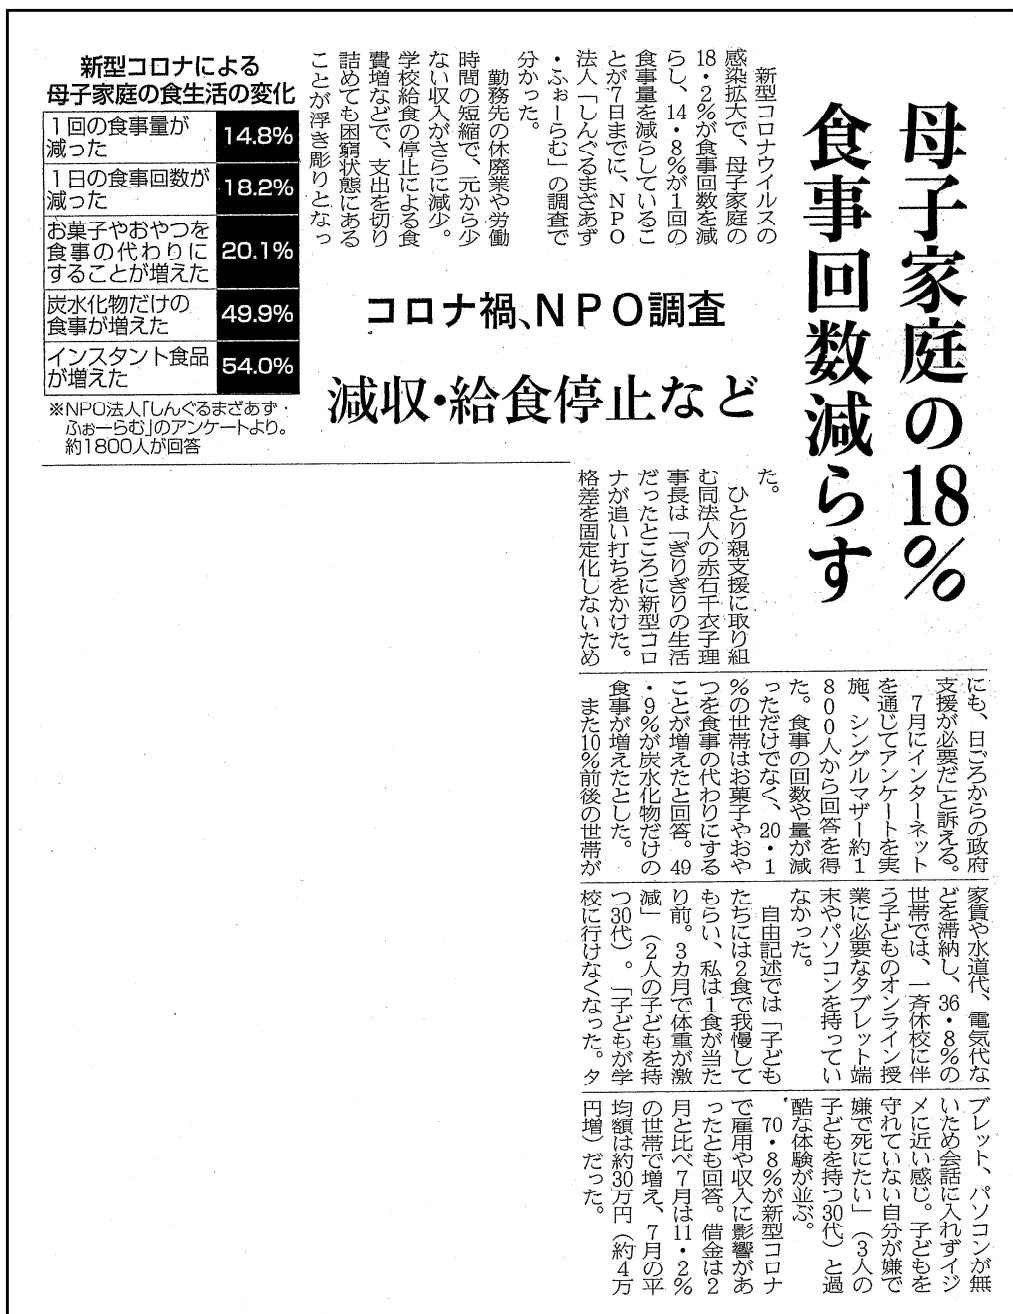 母子家庭の18%
食事回数減らす
コロナ禍、NPO調査
減収・給食停止など
新型コロナウイルスの
感染拡大で、母子家庭の
18・2%が食事回数を減
らし、14・8%が1回の
食事量を減らしているこ
とが7日までに、NPO
法人「しんぐるまざあず
・ふぉーらむ」の調査で
分かった。
勤務先の休廃業や労働
時間の短縮で、元から少
ない収入がさらに減少。
学校給食の停止による食
費増などで、支出を切り
詰めても困窮状態にある
ことが浮き彫りとなっ
た。
ひとり親支援に取り組
む同法人の赤石千衣子理
事長は「ぎりぎりの生活
だったところに新型コロ
ナが追い打ちをかけた。
格差を固定化しないため
にも、日ごろからの政府
支援が必要だ」と訴える。
7月にインターネット
を通じてアンケートを実
施、シングルマザー約1
800人から回答を得
た。食事の回数や量が減
っただけでなく、20・1
%の世帯はお菓子やおや
つを食事の代わりにする
ことが増えたと回答。49
・9%が炭水化物だけの
食事が増えたとした。
また10%前後の世帯が
家賃や水道代、電気代な
どを滞納し、36・8%の
世帯では、一斉休校に伴
う子どものオンライン授
業に必要なタブレット端
末やパソコンを持ってい
なかった。
自由記述では「子ども
たちには2食で我慢して
もらい、私は1食が当た
り前。3カ月で体重が激
減」(2人の子どもを持
つ30代)。「子どもが学
校に行けなくなった。タ
ブレット、パソコンが無
いため会話に入れずイジ
メに近い感じ。子どもを
守れていない自分が嫌で
嫌で死にたい」(3人の
子どもを持つ30代)と過
酷な体験が並ぶ。
70・8%が新型コロナ
で雇用や収入に影響があ
ったとも回答。借金は2
月と比べ7月は11・2%
の世帯で増え、7月の平
均額は約30万円(約4万
円増)だった。
新型コロナによる
母子家庭の食生活の変化
1回の食事量が
減った 14.8%
1日の食事回数が
減った 18.2%
お菓子やおやつを
食事の代わりに
することが増えた 20.1%
炭水化物だけの
食事が増えた 49.9%
インスタント食品
が増えた 54.0%
※NPO法人「しんぐるまざあず・
ふぉーらむ」のアンケートより。
約1800人が回答